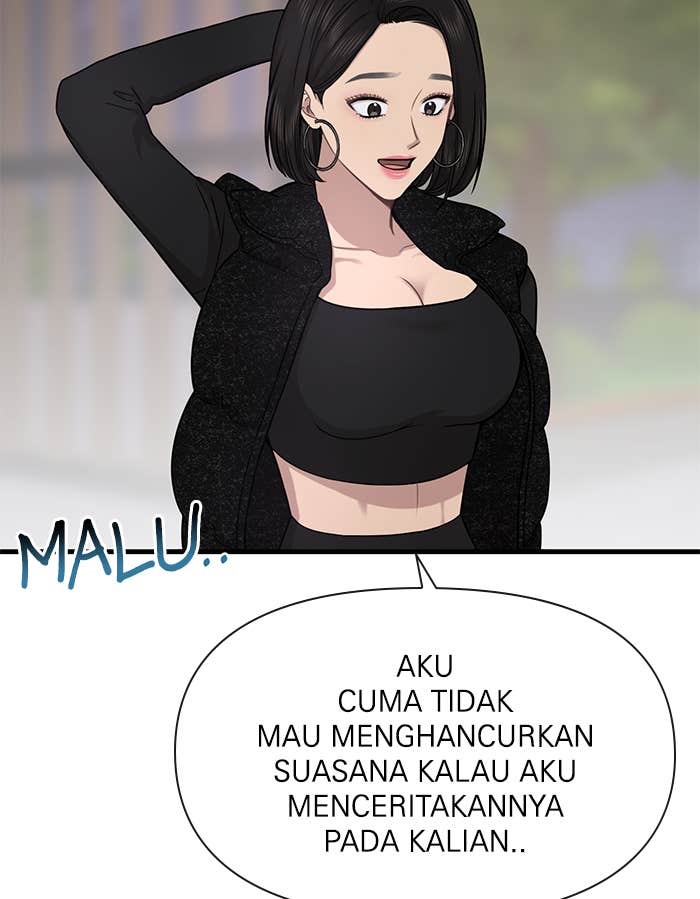 MALU..
AKU
CUMA TIDAK
MAU MENGHANCURKAN
SUASANA KALAU AKU
MENCERITAKANNYA
PADA KALIAN..